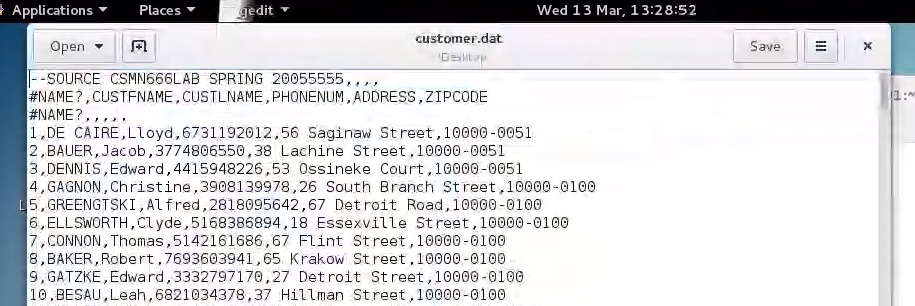 Applications Places gedit Wed 13 Mar, 13:28:52
Open customer.dat Save
~/Desktop
--SOURCE CSMN666LAB SPRING 20055555,,,,
#NAME?,CUSTFNAME,CUSTLNAME,PHONENUM,ADDRESS,ZIPCODE
#NAME?,,,,,
1,DE CAIRE,Lloyd,6731192012,56 Saginaw Street,10000-0051
2,BAUER,Jacob,3774806550,38 Lachine Street,10000-0051
3,DENNIS,Edward,4415948226,53 Ossineke Court,10000-0051
4,GAGNON,Christine,3908139978,26 South Branch Street,10000-0100
5,GREENGTSKI,Alfred,2818095642,67 Detroit Road,10000-0100
6,ELLSWORTH,Clyde,5168386894,18 Essexville Street,10000-0100
7,CONNON,Thomas,5142161686,67 Flint Street,10000-0100
8,BAKER,Robert,7693603941,65 Krakow Street,10000-0100
9,GATZKE,Edward,3332797170,27 Detroit Street,10000-0100
10,BESAU,Leah,6821034378,37 Hillman Street,10000-0100